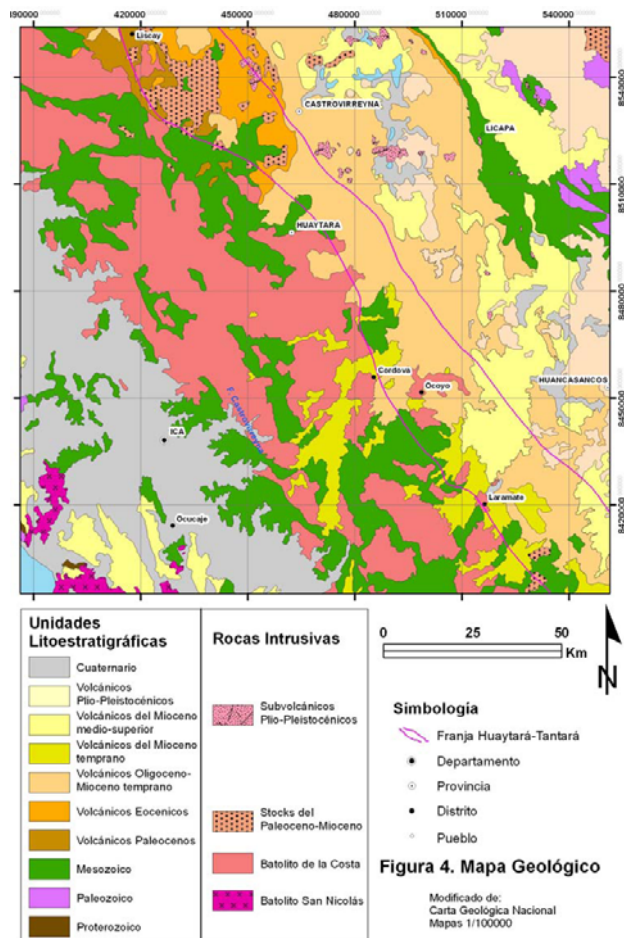 390000 420000 450000 480000 510000 540000
Liscay
8540000
CASTROVIRREYNA
LICAPA
8510000
HUAYTARA
8480000
Cordova
Ocoyo
HUANCASANCOS
8450000
F. Castrovirreyna
ICA
Laramate
8420000
Ocucaje
Unidades
Litoestratigráficas
Cuaternario
Volcánicos
Plio-Pleistocénicos
Volcánicos del Mioceno
medio-superior
Volcánicos del Mioceno
temprano
Volcánicos Oligoceno-
Mioceno temprano
Volcánicos Eocenicos
Volcánicos Paleocenos
Mesozoico
Paleozoico
Proterozoico
Rocas Intrusivas
Subvolcánicos
Plio-Pleistocénicos
Stocks del
Paleoceno-Mioceno
Batolito de la Costa
Batolito San Nicolás
0 25 50
Km
N
Simbología
Franja Huaytará-Tantará
Departamento
Provincia
Distrito
Pueblo
Figura 4. Mapa Geológico
Modificado de:
Carta Geológica Nacional
Mapas 1/100000